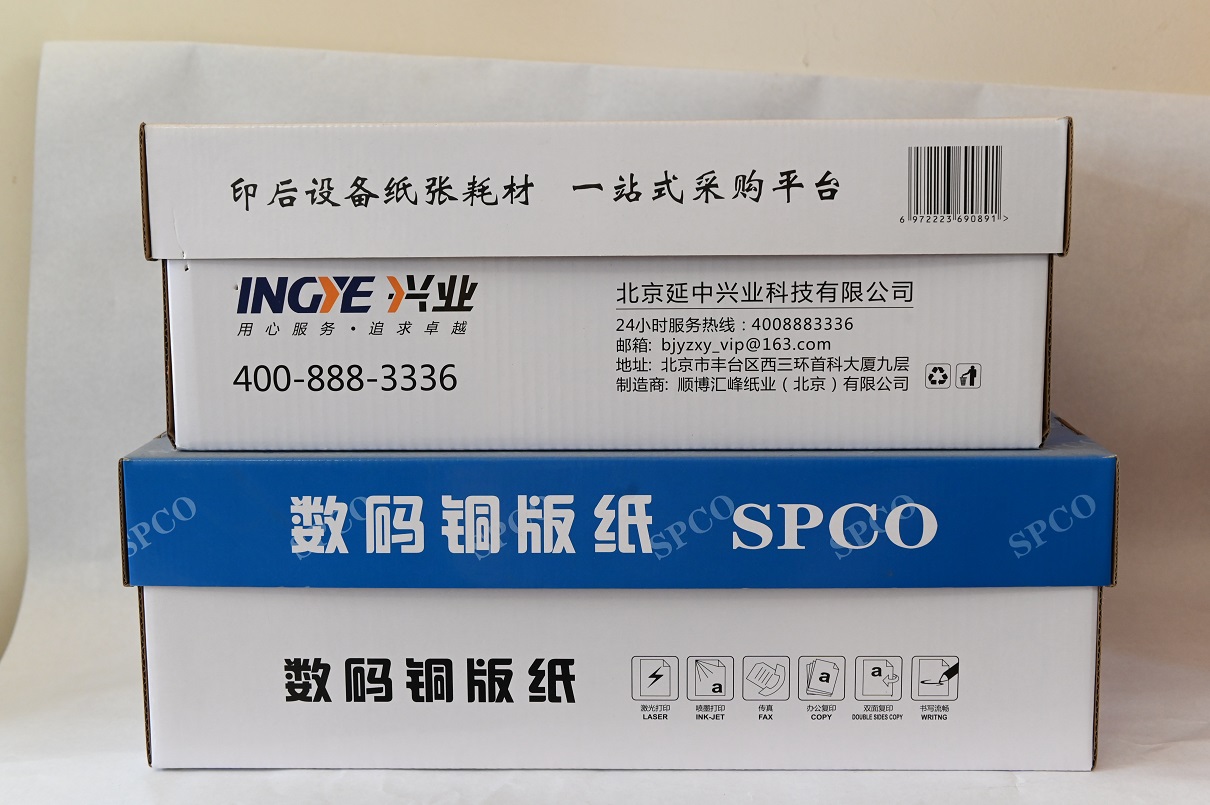 印后设备纸张耗材 一站式采购平台
6 972223 690891 >
INGYE 兴业
用心服务·追求卓越
400-888-3336
北京延中兴业科技有限公司
24小时服务热线：4008883336
邮箱: bjyzxy_vip@163.com
地址: 北京市丰台区西三环首科大厦九层
制造商: 顺博汇峰纸业（北京）有限公司
数码铜版纸 SPCO
SPCO SPCO SPCO SPCO SPCO
数码铜版纸
激光打印 喷墨打印 传真 办公复印 双面复印 书写流畅
LASER INK-JET FAX COPY DOUBLE SIDES COPY WRITNG